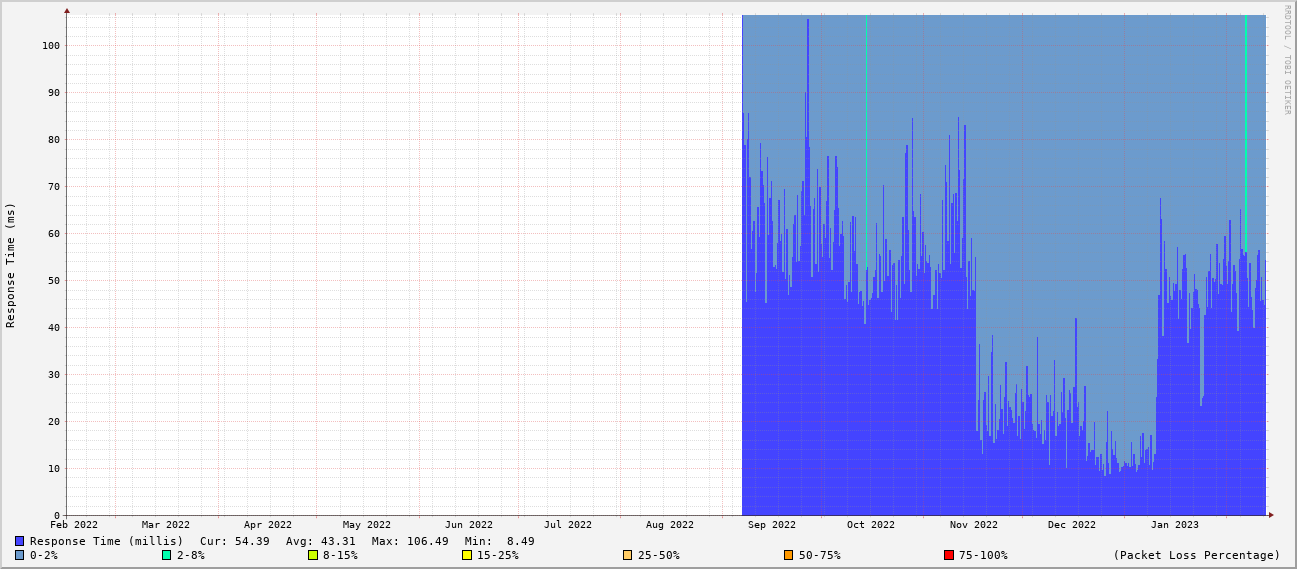 RRDTOOL / TOBI OETIKER
Response Time (ms)
100
90
80
70
60
50
40
30
20
10
0
Feb 2022 Mar 2022 Apr 2022 May 2022 Jun 2022 Jul 2022 Aug 2022 Sep 2022 Oct 2022 Nov 2022 Dec 2022 Jan 2023
Response Time (millis) Cur: 54.39 Avg: 43.31 Max: 106.49 Min: 8.49
0-2% 2-8% 8-15% 15-25% 25-50% 50-75% 75-100% (Packet Loss Percentage)